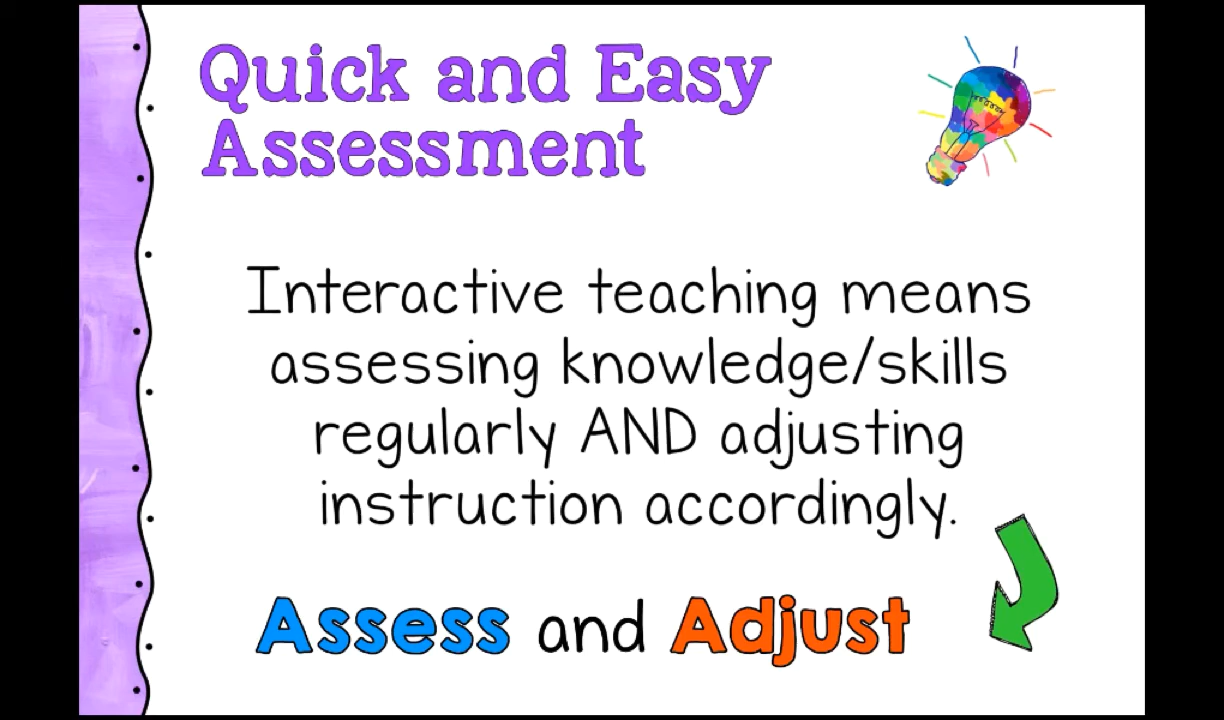 Quick and Easy
Assessment
Interactive teaching means
assessing knowledge/skills
regularly AND adjusting
instruction accordingly.
Assess and Adjust